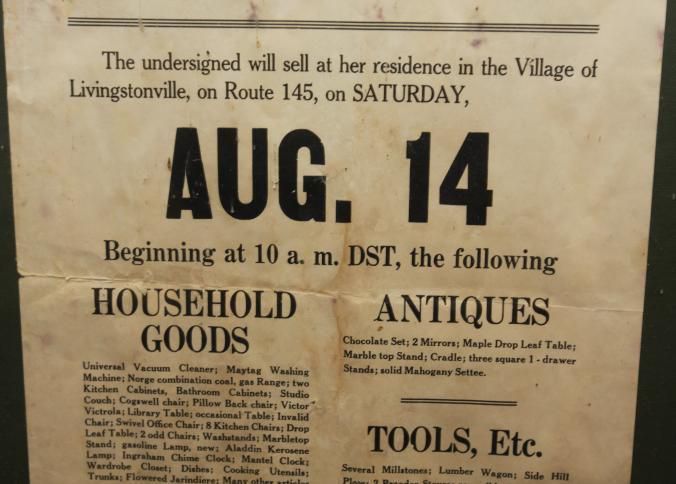 The undersigned will sell at her residence in the Village of
Livingstonville, on Route 145, on SATURDAY,
AUG. 14
Beginning at 10 a. m. DST, the following
HOUSEHOLD
GOODS
Universal Vacuum Cleaner; Maytag Washing
Machine; Norge combination coal, gas Range; two
Kitchen Cabinets, Bathroom Cabinets; Studio
Couch; Cogswell chair; Pillow Back chair; Victor
Victrola; Library Table; occasional Table; Invalid
Chair; Swivel Office Chair; 8 Kitchen Chairs; Drop
Leaf Table; 2 odd Chairs; Washstands; Marbletop
Stand; gasoline Lamp, new; Aladdin Kerosene
Lamp; Ingraham Chime Clock; Mantel Clock;
Wardrobe Closet; Dishes; Cooking Utensils;
Trunks; Flowered Jardiniere; Many other articles
ANTIQUES
Chocolate Set; 2 Mirrors; Maple Drop Leaf Table;
Marble top Stand; Cradle; three square 1 - drawer
Stands; solid Mahogany Settee.
TOOLS, Etc.
Several Millstones; Lumber Wagon; Side Hill